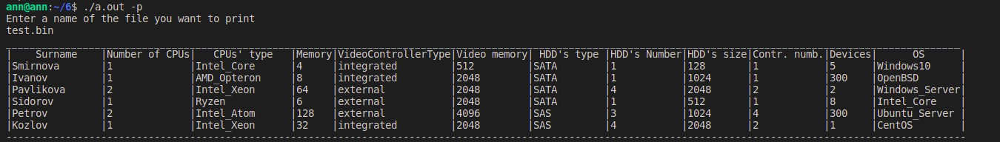 ann@ann:~/6$ ./a.out -p
Enter a name of the file you want to print
test.bin
| Surname |Number of CPUs| CPUs' type |Memory|VideoControllerType|Video memory| HDD's type |HDD's Number|HDD's size|Contr. numb.|Devices| OS |
|Smirnova |1 |Intel_Core |4 |integrated |512 |SATA |1 |128 |1 |5 |Windows10 |
|Ivanov |1 |AMD_Opteron |8 |integrated |2048 |SATA |1 |1024 |1 |300 |OpenBSD |
|Pavlikova |2 |Intel_Xeon |64 |external |2048 |SATA |4 |2048 |2 |2 |Windows_Server|
|Sidorov |1 |Ryzen |6 |external |2048 |SATA |1 |512 |1 |8 |Intel_Core |
|Petrov |2 |Intel_Atom |128 |external |4096 |SAS |3 |1024 |4 |300 |Ubuntu_Server |
|Kozlov |1 |Intel_Xeon |32 |integrated |2048 |SAS |4 |2048 |2 |1 |CentOS |